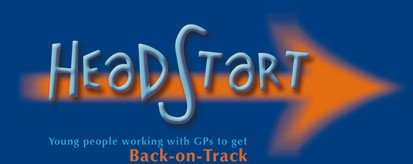 HeaDStart
Young people working with GPs to get
Back-on-Track